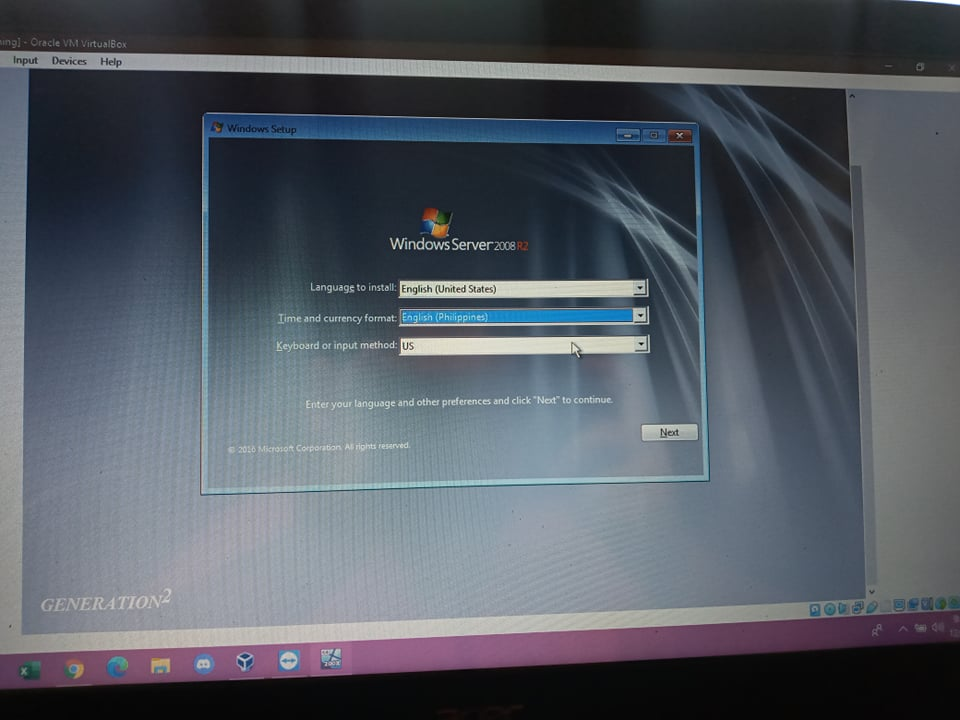 - Oracle VM VirtualBox
Input Devices Help
Windows Setup
Windows Server 2008 R2
Language to install: English (United States)
Time and currency format: English (Philippines)
Keyboard or input method: US
Enter your language and other preferences and click "Next" to continue.
Next
© 2016 Microsoft Corporation. All rights reserved.
GENERATION2